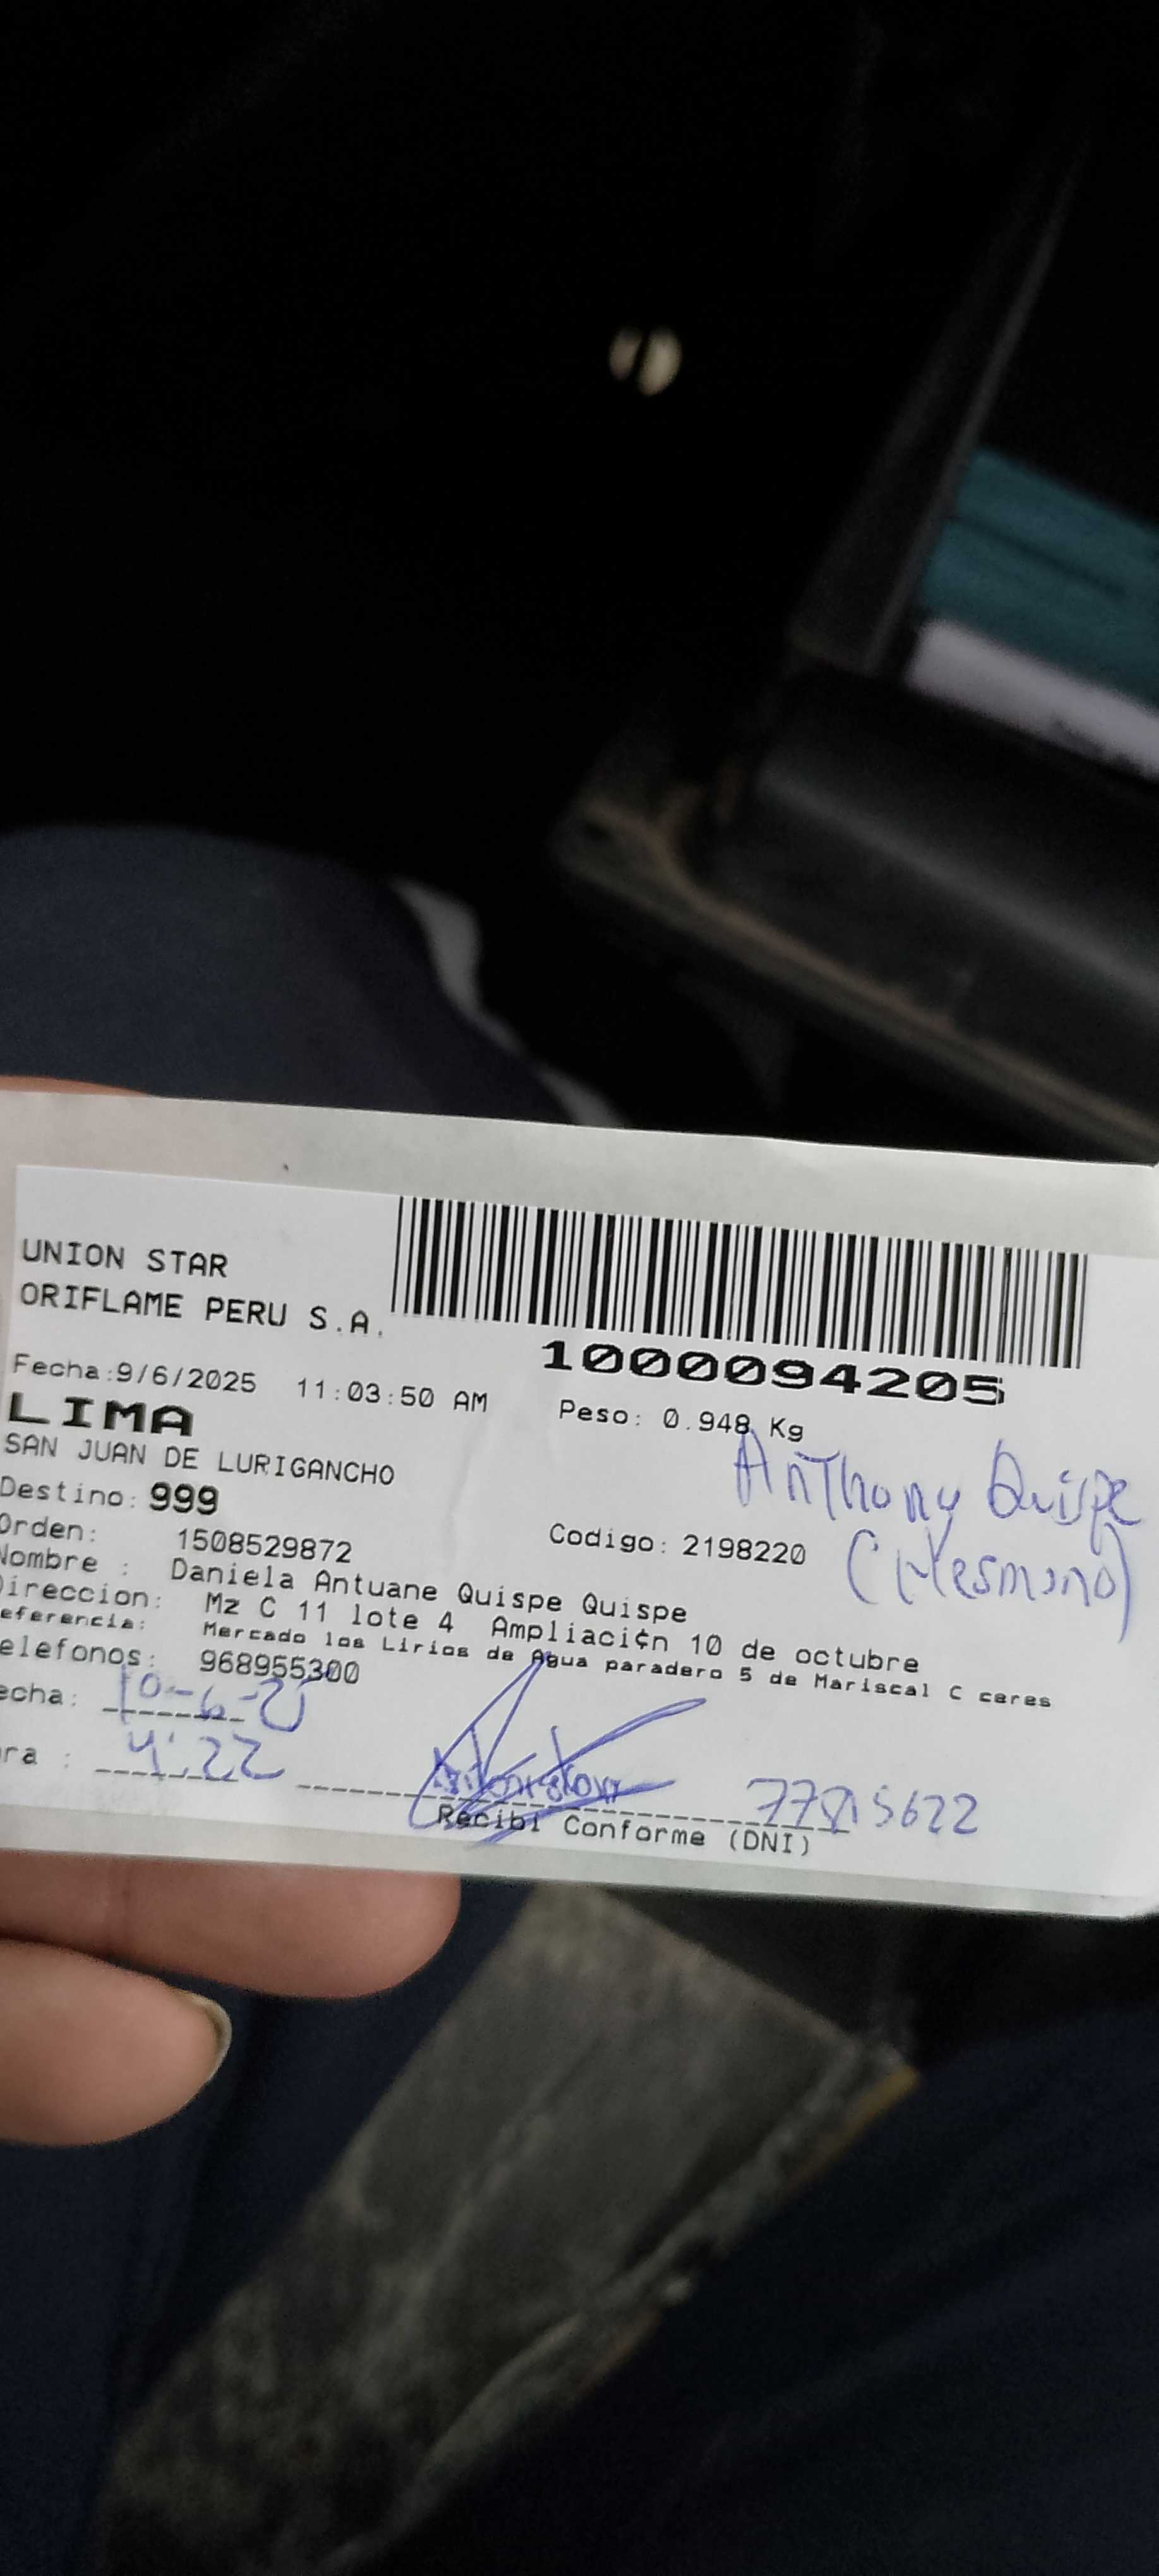 UNION STAR
ORIFLAME PERU S.A.
1000094205
Fecha:9/6/2025 11:03:50 AM
Peso: 0.948 Kg
LIMA
SAN JUAN DE LURIGANCHO
Anthony Quispe
(Hermano)
Destino: 999
Orden: 1508529872
Codigo: 2198220
Nombre : Daniela Antuane Quispe Quispe
Direccion: Mz C 11 lote 4 Ampliaci¢n 10 de octubre
eferencia: Mercado los Lirios de Agua paradero 5 de Mariscal C ceres
elefonos: 968955300
echa: 10-6-25
ra : 4:22
Recibi Conforme (DNI)